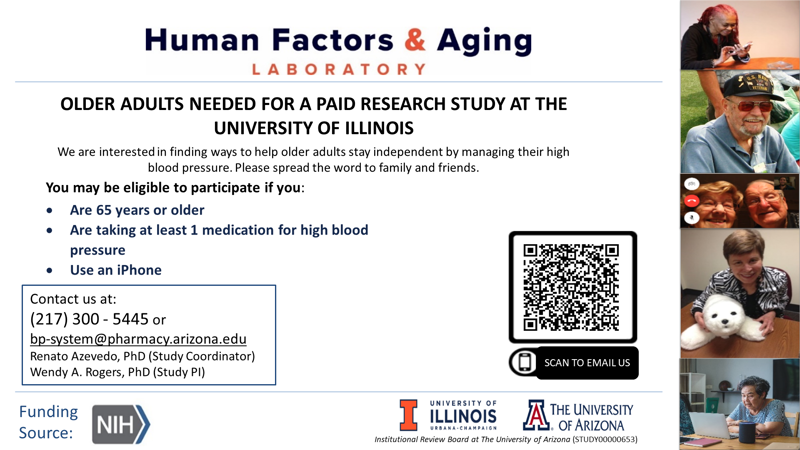 Human Factors & Aging
LABORATORY
OLDER ADULTS NEEDED FOR A PAID RESEARCH STUDY AT THE
UNIVERSITY OF ILLINOIS
We are interested in finding ways to help older adults stay independent by managing their high
blood pressure. Please spread the word to family and friends.
You may be eligible to participate if you:
• Are 65 years or older
• Are taking at least 1 medication for high blood
pressure
• Use an iPhone
Contact us at:
(217) 300 - 5445 or
bp-system@pharmacy.arizona.edu
Renato Azevedo, PhD (Study Coordinator)
Wendy A. Rogers, PhD (Study PI)
SCAN TO EMAIL US
Funding
Source:
NIH
UNIVERSITY OF
ILLINOIS
URBANA-CHAMPAIGN
THE UNIVERSITY
OF ARIZONA
Institutional Review Board at The University of Arizona (STUDY00000653)